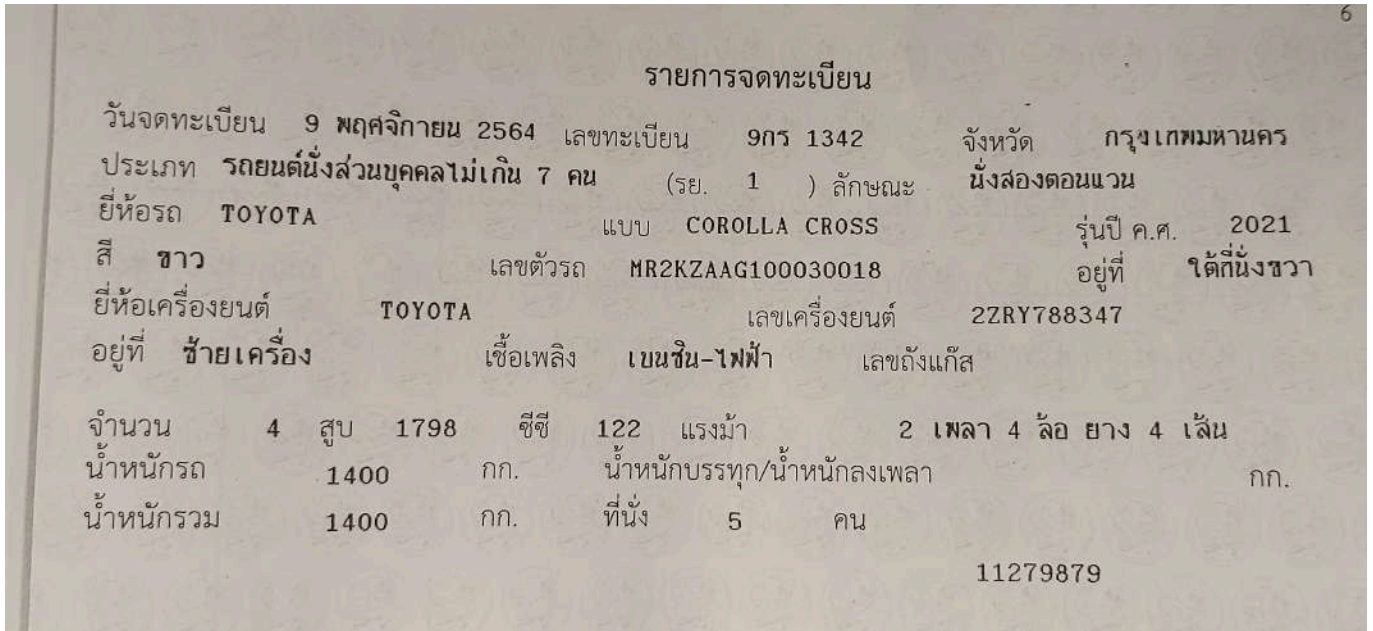 6
รายการจดทะเบียน
วันจดทะเบียน 9 พฤศจิกายน 2564 เลขทะเบียน 9กร 1342 จังหวัด กรุงเทพมหานคร
ประเภท รถยนต์นั่งส่วนบุคคลไม่เกิน 7 คน (รย. 1 ) ลักษณะ นั่งสองตอนแวน
ยี่ห้อรถ TOYOTA แบบ COROLLA CROSS รุ่นปี ค.ศ. 2021
สี ขาว เลขตัวรถ MR2KZAAG100030018 อยู่ที่ ใต้ที่นั่งขวา
ยี่ห้อเครื่องยนต์ TOYOTA เลขเครื่องยนต์ 2ZRY788347
อยู่ที่ ซ้ายเครื่อง เชื้อเพลิง เบนซิน-ไฟฟ้า เลขถังแก๊ส
จำนวน 4 สูบ 1798 ซีซี 122 แรงม้า 2 เพลา 4 ล้อ ยาง 4 เส้น
น้ำหนักรถ 1400 กก. น้ำหนักบรรทุก/น้ำหนักลงเพลา กก.
น้ำหนักรวม 1400 กก. ที่นั่ง 5 คน
11279879